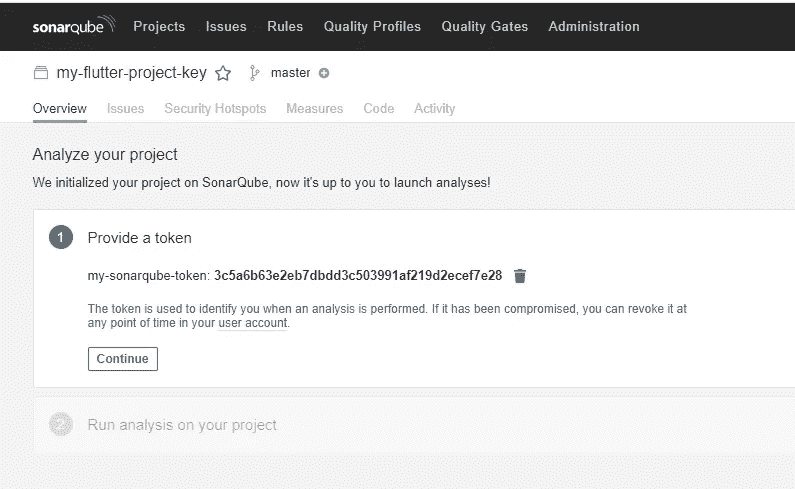 sonarqube Projects Issues Rules Quality Profiles Quality Gates Administration
my-flutter-project-key master
Overview Issues Security Hotspots Measures Code Activity
Analyze your project
We initialized your project on SonarQube, now it's up to you to launch analyses!
1 Provide a token
my-sonarqube-token: 3c5a6b63e2eb7dbdd3c503991af219d2ecef7e28
The token is used to identify you when an analysis is performed. If it has been compromised, you can revoke it at
any point of time in your user account.
Continue
2 Run analysis on your project